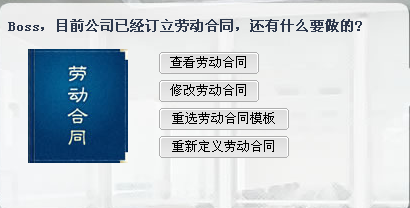 Boss，目前公司已经订立劳动合同，还有什么要做的?
劳动合同
查看劳动合同
修改劳动合同
重选劳动合同模板
重新定义劳动合同